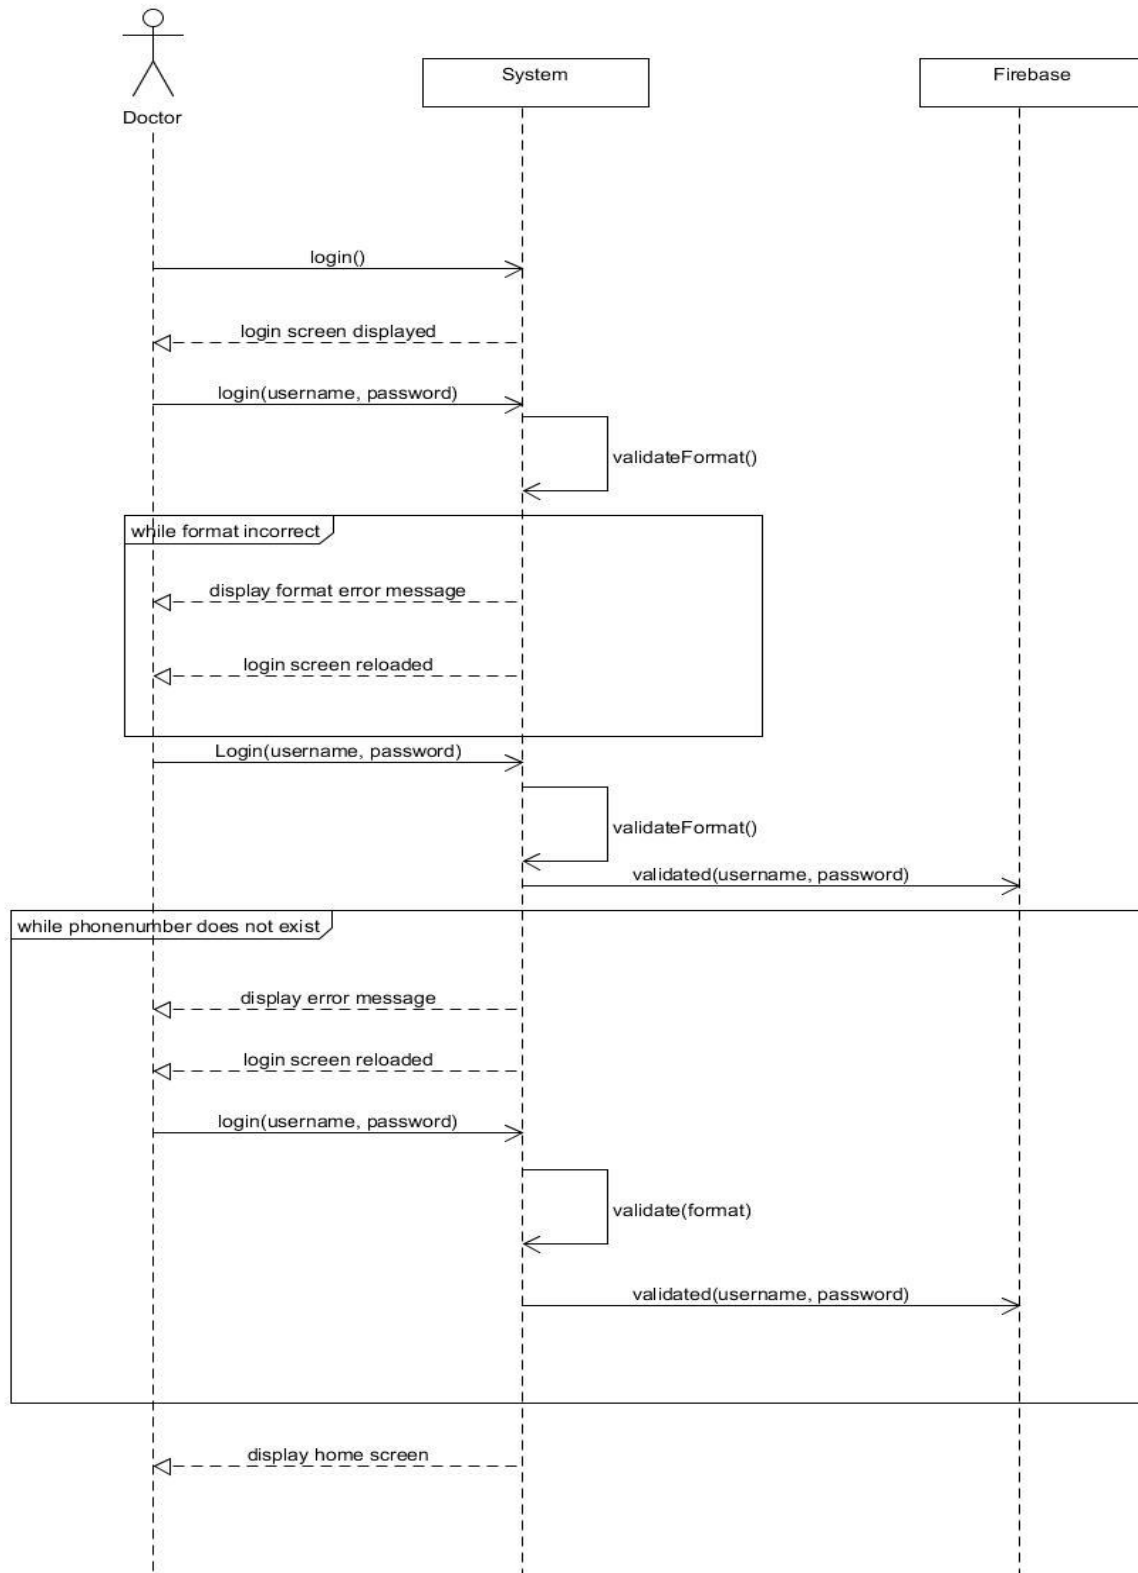 Doctor
System
Firebase
login()
login screen displayed
login(username, password)
validateFormat()
while format incorrect
display format error message
login screen reloaded
Login(username, password)
validateFormat()
validated(username, password)
while phonenumber does not exist
display error message
login screen reloaded
login(username, password)
validate(format)
validated(username, password)
display home screen